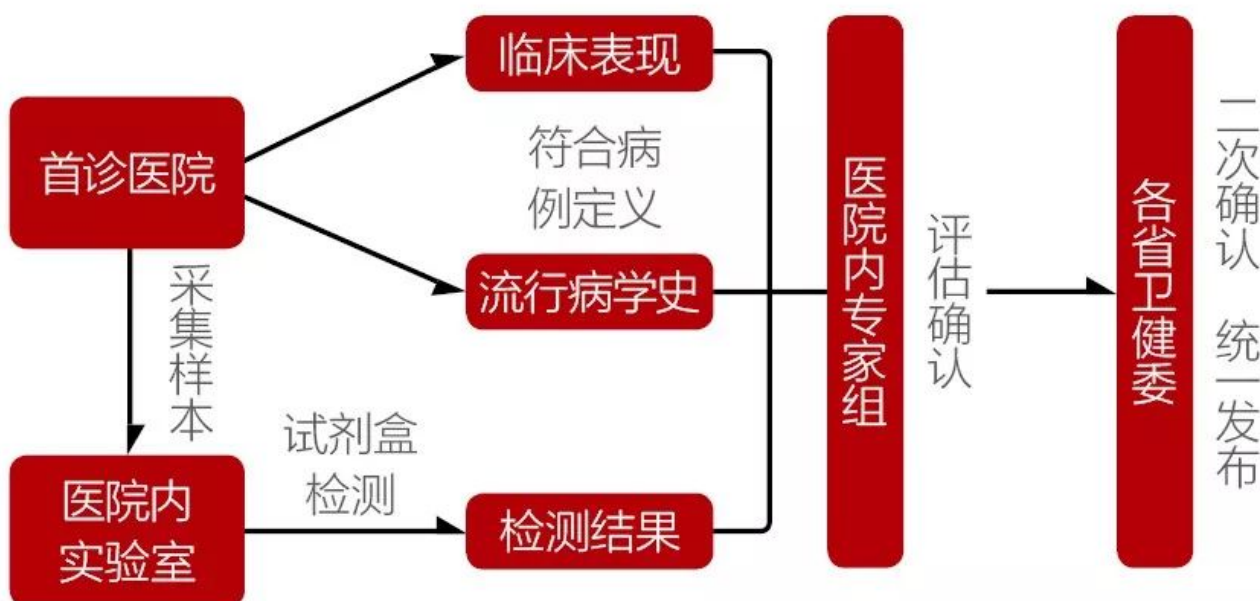 首诊医院
采集样本
医院内
实验室
试剂盒
检测
临床表现
符合病
例定义
流行病学史
检测结果
医院内专家组
评估确认
各省卫健委
二次确认 统一发布